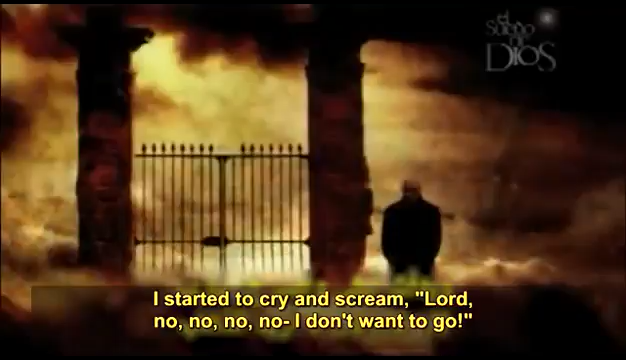 el
Sueño
DE
DIOS
I started to cry and scream, "Lord,
no, no, no, no- I don't want to go!"